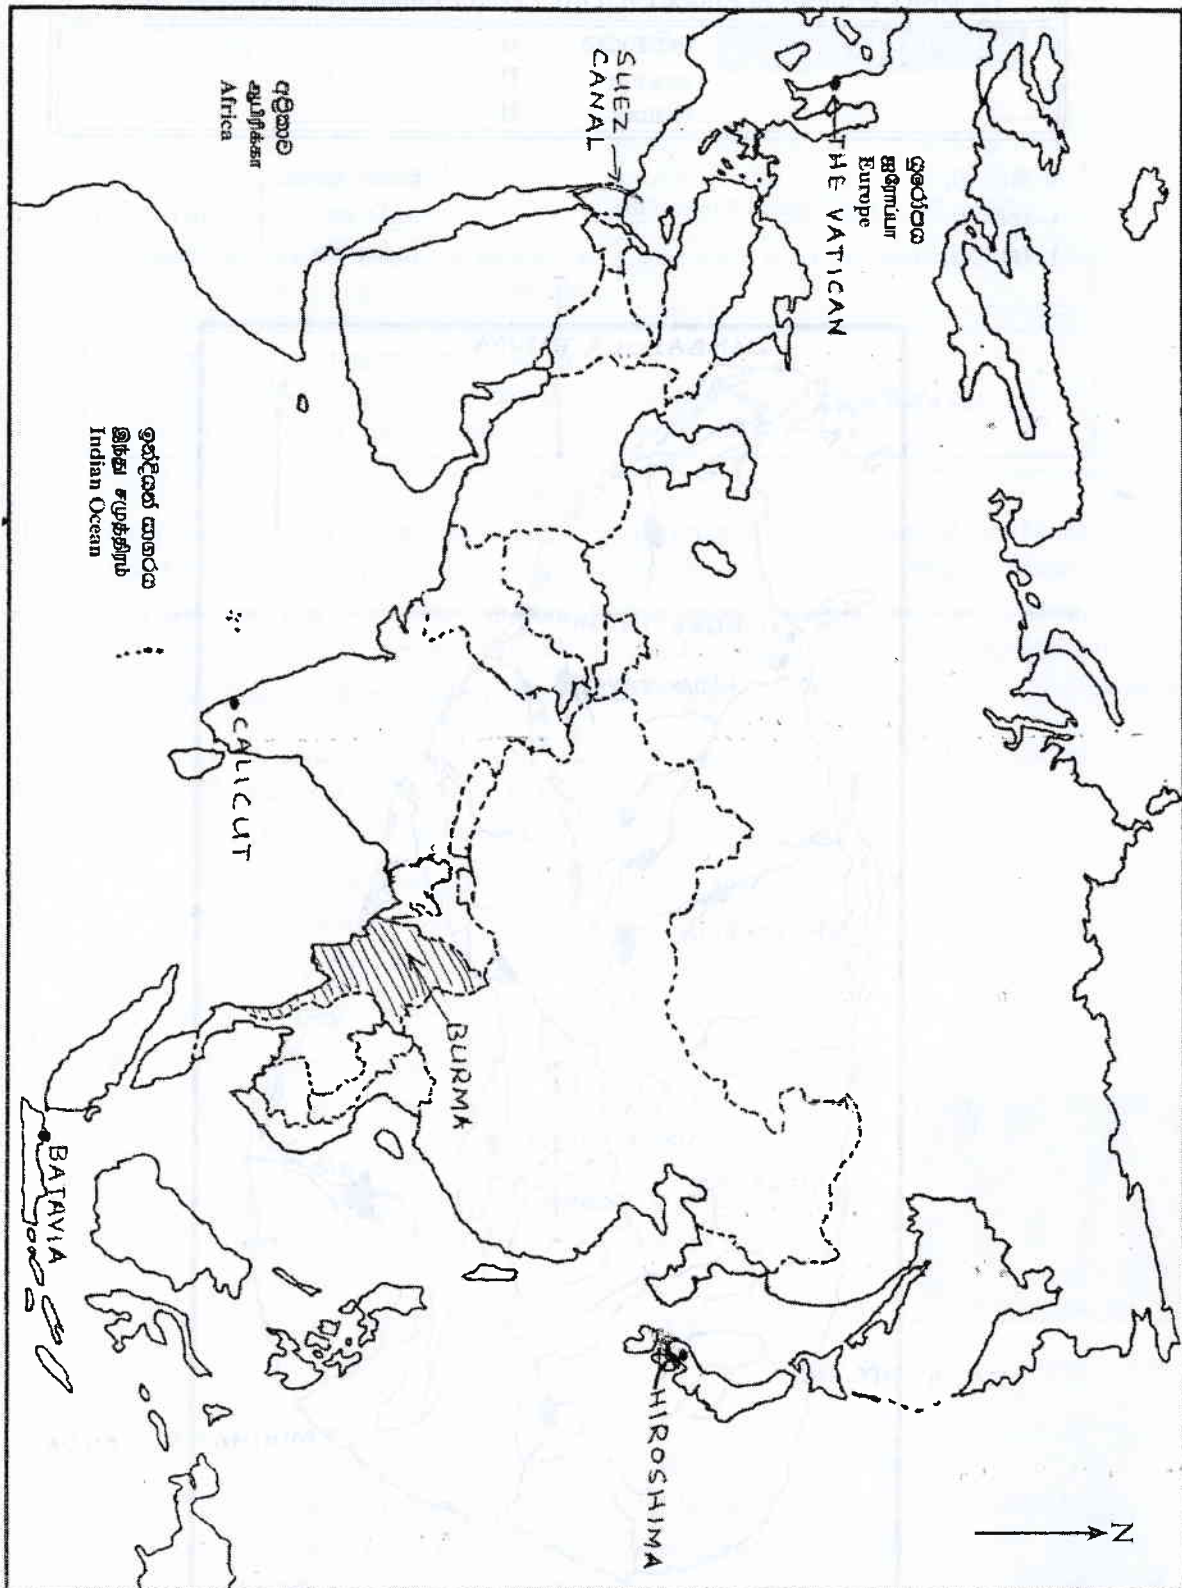 යුරෝපය
ஐரோப்பா
Europe
THE VATICAN
SUEZ
CANAL
අප්‍රිකාව
ஆபிரிக்கா
Africa
ඉන්දියන් සාගරය
இந்து சமுத்திரம்
Indian Ocean
CALICUT
BURMA
BATAVIA
HIROSHIMA
N